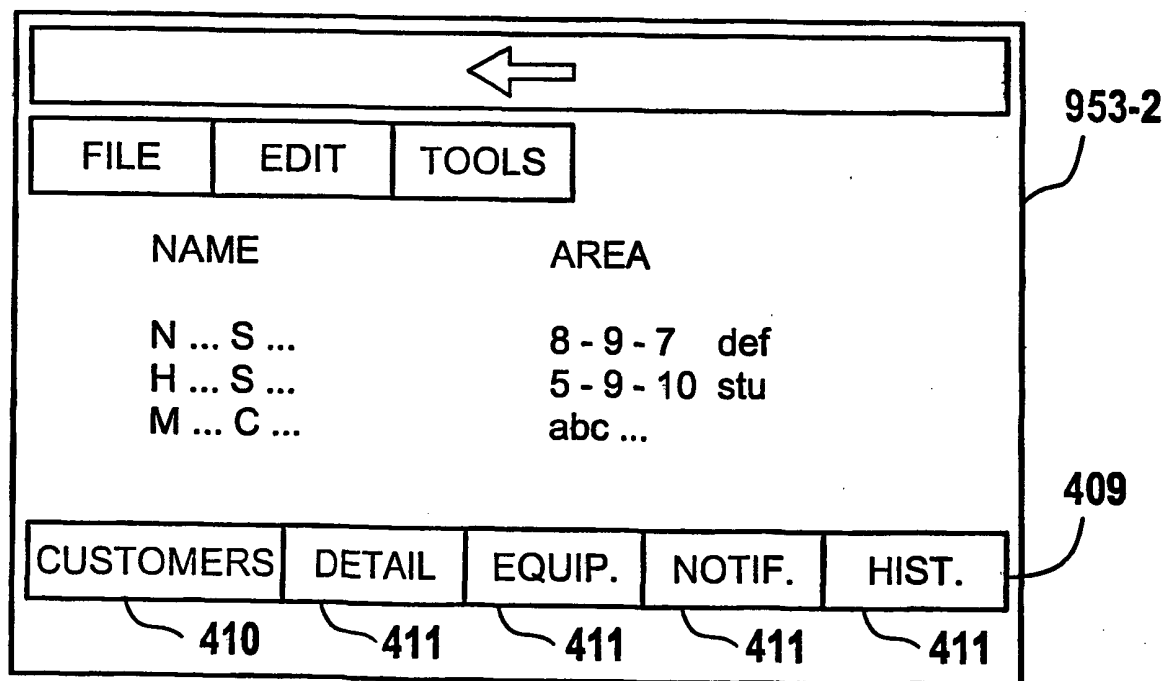 953-2
FILE EDIT TOOLS
NAME AREA
N ... S ... 8 - 9 - 7 def
H ... S ... 5 - 9 - 10 stu
M ... C ... abc ...
409
CUSTOMERS DETAIL EQUIP. NOTIF. HIST.
410 411 411 411 411